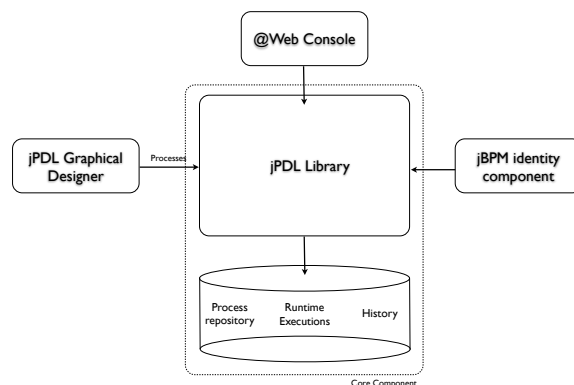 @Web Console
jPDL Graphical
Designer
Processes
jPDL Library
jBPM identity
component
Process
repository
Runtime
Executions
History
Core Component